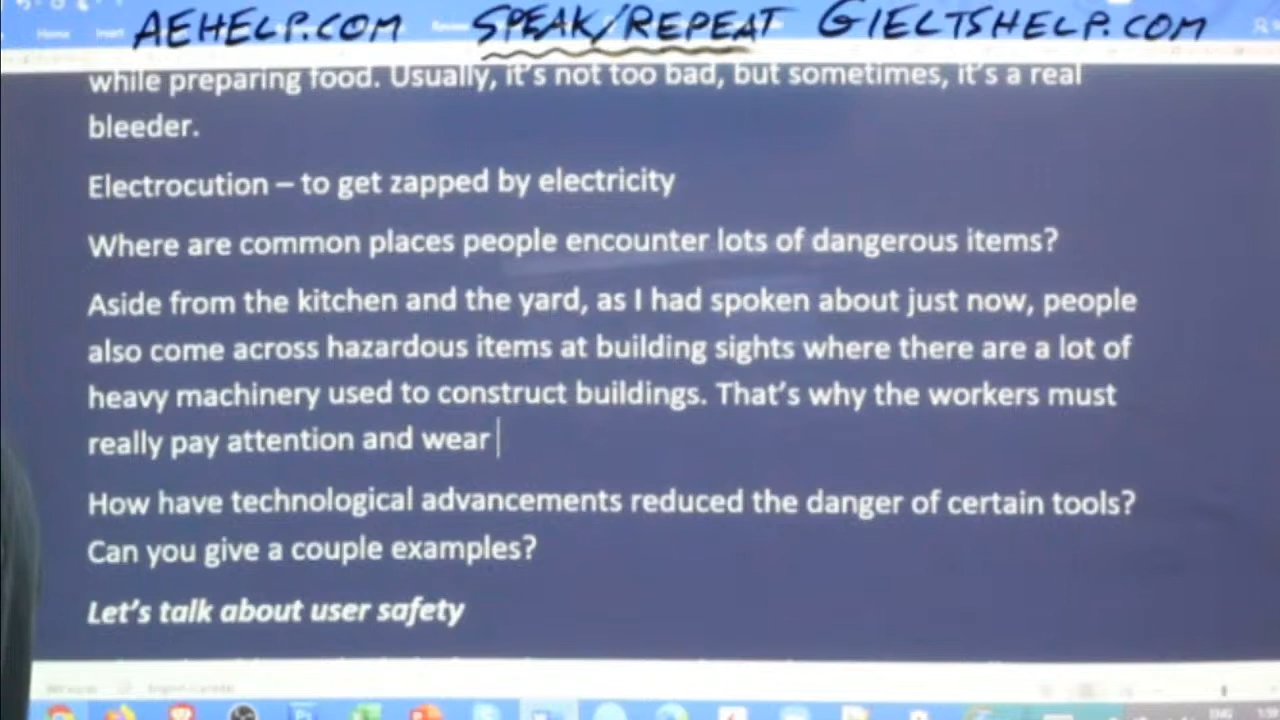 AEHELP.COM SPEAK/REPEAT GIELTSHELP.COM
Home Insert
while preparing food. Usually, it's not too bad, but sometimes, it's a real
bleeder.
Electrocution – to get zapped by electricity
Where are common places people encounter lots of dangerous items?
Aside from the kitchen and the yard, as I had spoken about just now, people
also come across hazardous items at building sights where there are a lot of
heavy machinery used to construct buildings. That's why the workers must
really pay attention and wear
How have technological advancements reduced the danger of certain tools?
Can you give a couple examples?
Let's talk about user safety
ENG